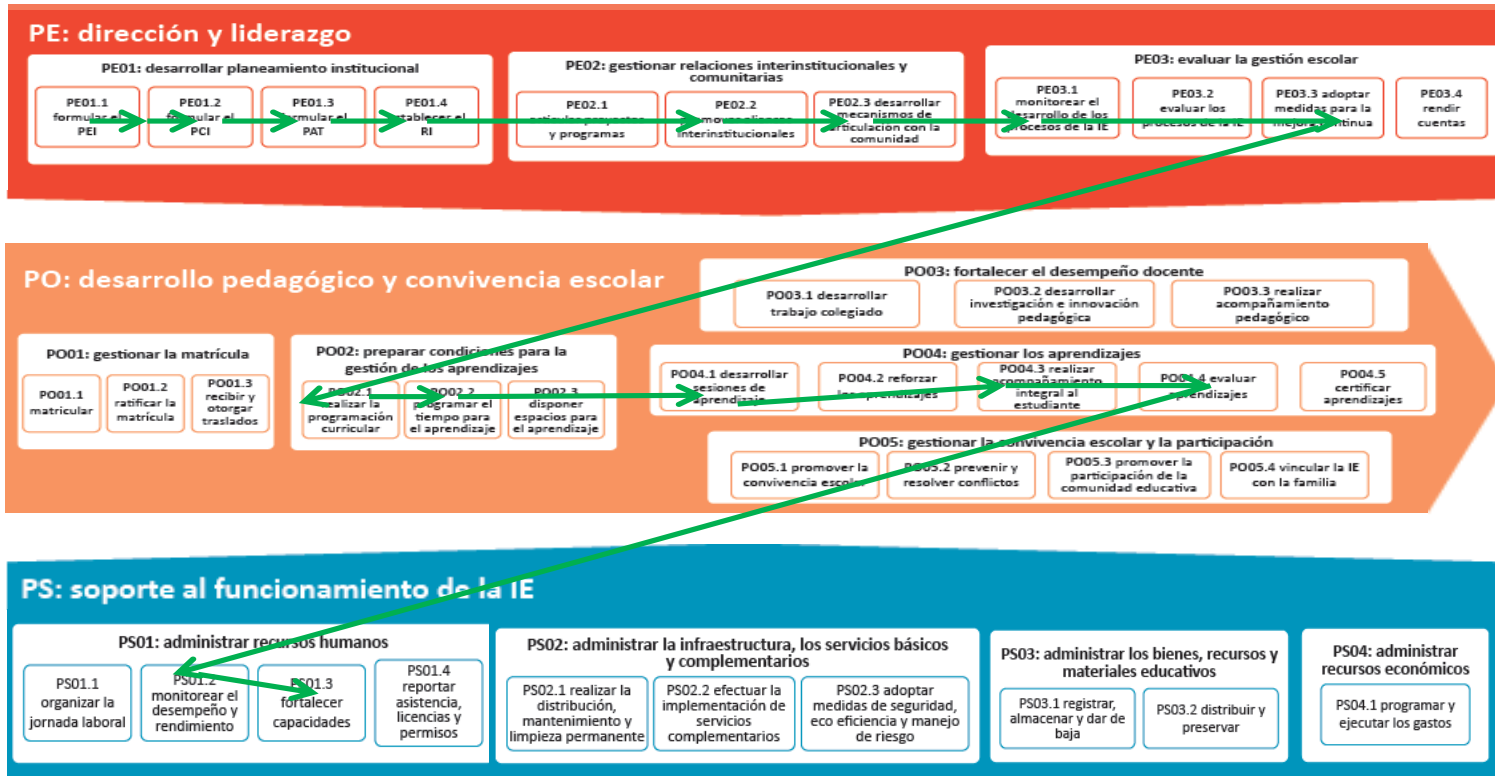 PE: dirección y liderazgo
PE01: desarrollar planeamiento institucional
PE01.1
formular el
PEI
PE01.2
formular el
PCI
PE01.3
formular el
PAT
PE01.4
establecer el
RI
PE02: gestionar relaciones interinstitucionales y
comunitarias
PE02.1
y programas
PE02.2
promover alianzas
interinstitucionales
PE02.3 desarrollar
mecanismos de
articulación con la
comunidad
PE03: evaluar la gestión escolar
PE03.1
monitorear el
desarrollo de los
procesos de la IE
PE03.2
evaluar los
procesos de la IE
PE03.3 adoptar
medidas para la
mejora continua
PE03.4
rendir
cuentas
PO: desarrollo pedagógico y convivencia escolar
PO03: fortalecer el desempeño docente
PO03.1 desarrollar
trabajo colegiado
PO03.2 desarrollar
investigación e innovación
pedagógica
PO03.3 realizar
acompañamiento
pedagógico
PO01: gestionar la matrícula
PO01.1
matricular
PO01.2
ratificar la
matrícula
PO01.3
recibir y
otorgar
traslados
PO02: preparar condiciones para la
gestión de los aprendizajes
PO02.1
realizar la
programación
curricular
PO02.2
programar el
tiempo para
el aprendizaje
PO02.3
disponer
espacios para
el aprendizaje
PO04: gestionar los aprendizajes
PO04.1 desarrollar
sesiones de
aprendizaje
PO04.2 reforzar
los aprendizajes
PO04.3 realizar
acompañamiento
integral al
estudiante
PO04.4 evaluar
aprendizajes
PO04.5
certificar
aprendizajes
PO05: gestionar la convivencia escolar y la participación
PO05.1 promover la
convivencia escolar
PO05.2 prevenir y
resolver conflictos
PO05.3 promover la
participación de la
comunidad educativa
PO05.4 vincular la IE
con la familia
PS: soporte al funcionamiento de la IE
PS01: administrar recursos humanos
PS01.1
organizar la
jornada laboral
PS01.2
monitorear el
desempeño y
rendimiento
PS01.3
fortalecer
capacidades
PS01.4
reportar
asistencia,
licencias y
permisos
PS02: administrar la infraestructura, los servicios básicos
y complementarios
PS02.1 realizar la
distribución,
mantenimiento y
limpieza permanente
PS02.2 efectuar la
implementación de
servicios
complementarios
PS02.3 adoptar
medidas de seguridad,
eco eficiencia y manejo
de riesgo
PS03: administrar los bienes, recursos y
materiales educativos
PS03.1 registrar,
almacenar y dar de
baja
PS03.2 distribuir y
preservar
PS04: administrar
recursos económicos
PS04.1 programar y
ejecutar los gastos